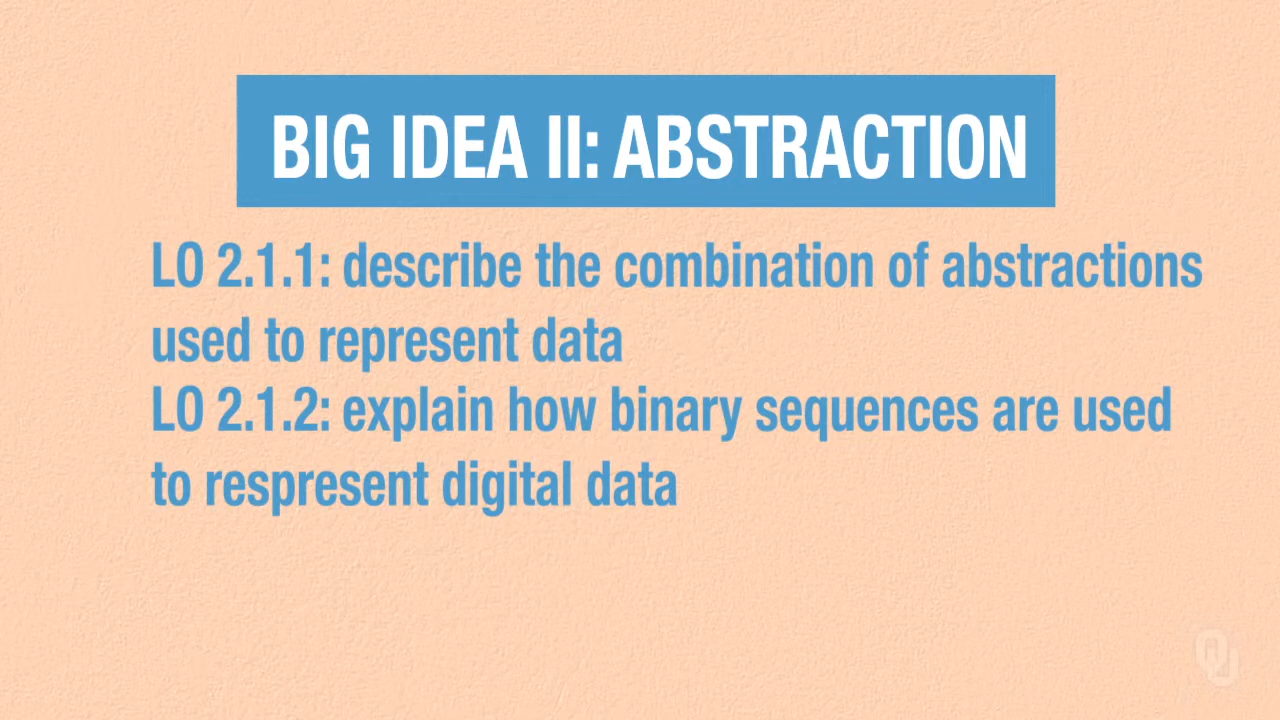 BIG IDEA II: ABSTRACTION
LO 2.1.1: describe the combination of abstractions
used to represent data
LO 2.1.2: explain how binary sequences are used
to respresent digital data
OU